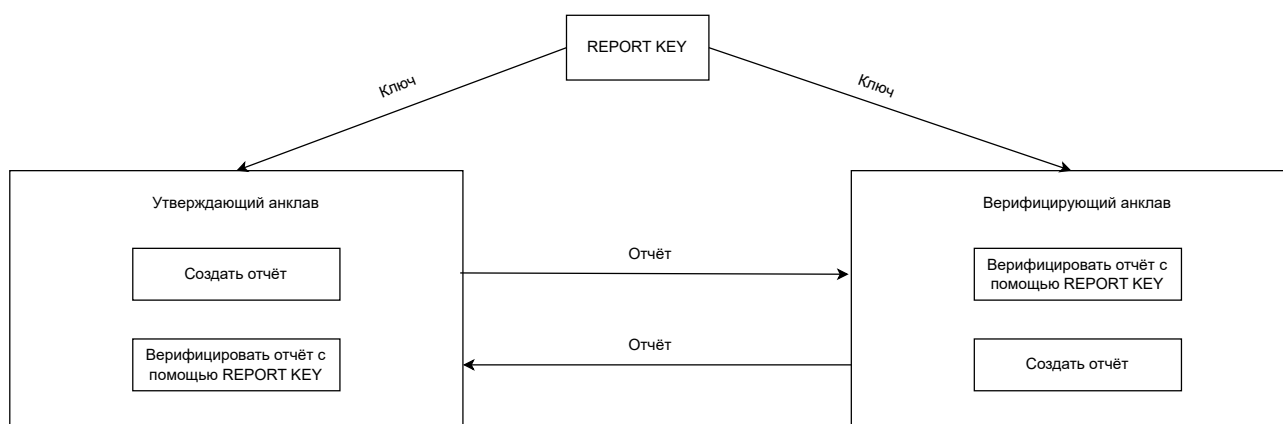 REPORT KEY
Ключ
Ключ
Утверждающий анклав
Верифицирующий анклав
Создать отчёт
Отчёт
Верифицировать отчёт с
помощью REPORT KEY
Верифицировать отчёт с
помощью REPORT KEY
Отчёт
Создать отчёт